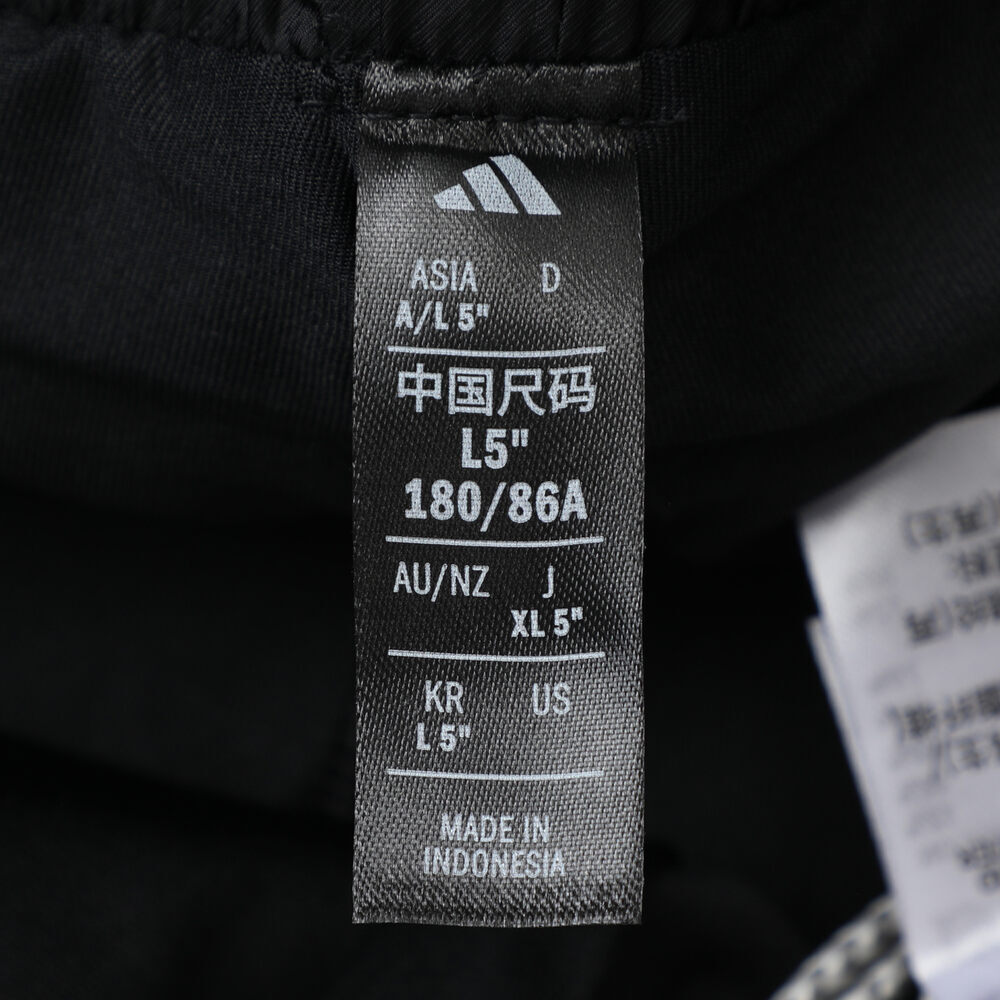 ASIA D
A/L 5"
中国尺码
L5"
180/86A
AU/NZ J
XL 5"
KR US
L 5"
MADE IN
INDONESIA